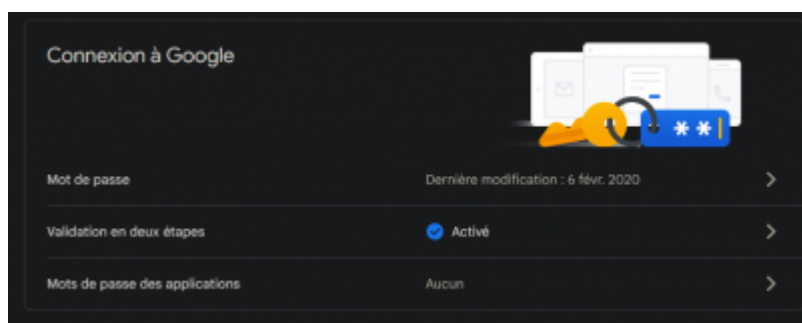 Connexion à Google
**
Mot de passe Dernière modification : 6 févr. 2020
Validation en deux étapes Activé
Mots de passe des applications Aucun